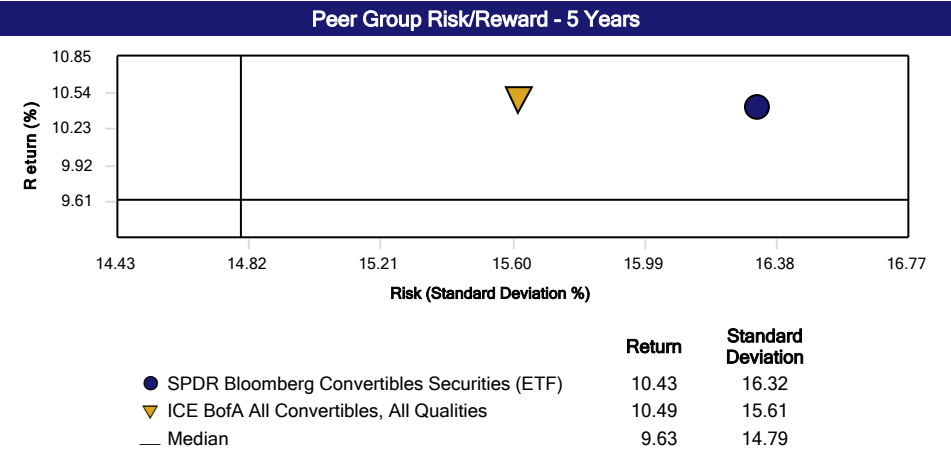 Peer Group Risk/Reward - 5 Years
10.85
10.54
10.23
9.92
9.61
Return (%)
14.43 14.82 15.21 15.60 15.99 16.38 16.77
Risk (Standard Deviation %)
Return Standard
Deviation
SPDR Bloomberg Convertibles Securities (ETF) 10.43 16.32
ICE BofA All Convertibles, All Qualities 10.49 15.61
Median 9.63 14.79